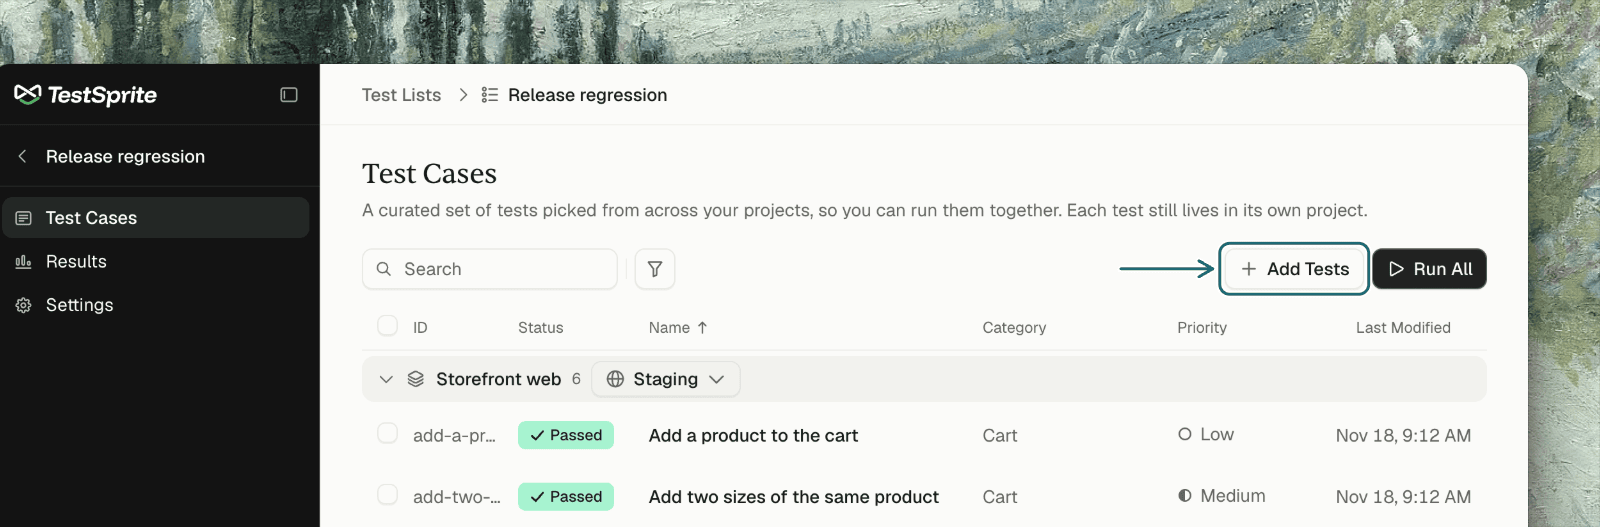 TestSprite
Test Lists
Release regression
Release regression
Test Cases
Results
Settings
Test Cases
A curated set of tests picked from across your projects, so you can run them together. Each test still lives in its own project.
Search
Add Tests
Run All
ID Status Name ↑ Category Priority Last Modified
Storefront web 6 Staging
add-a-pr... Passed Add a product to the cart Cart Low Nov 18, 9:12 AM
add-two-... Passed Add two sizes of the same product Cart Medium Nov 18, 9:12 AM